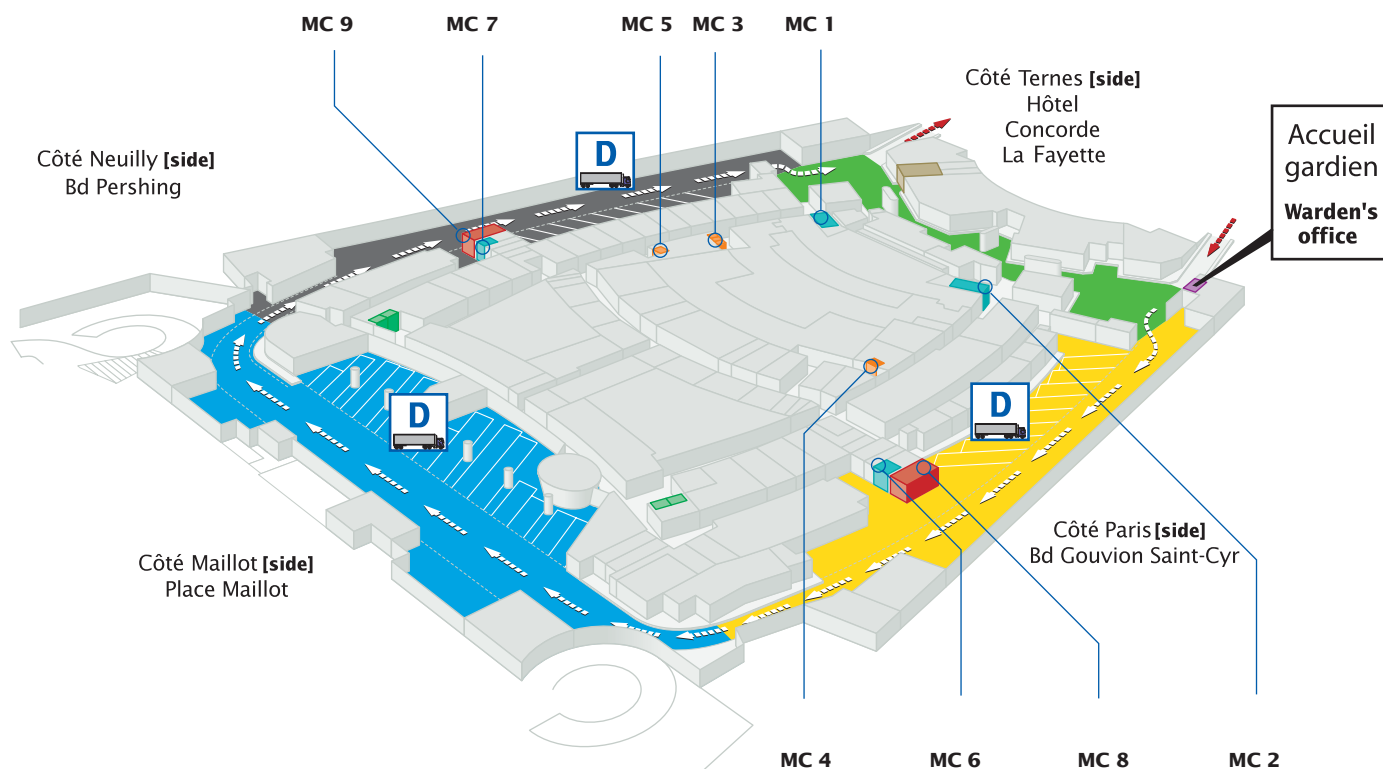 MC 9
MC 7
MC 5
MC 3
MC 1
Côté Ternes [side]
Hôtel
Concorde
La Fayette
Accueil
gardien
Warden's
office
Côté Neuilly [side]
Bd Pershing
D
D
D
Côté Paris [side]
Bd Gouvion Saint-Cyr
Côté Maillot [side]
Place Maillot
MC 4
MC 6
MC 8
MC 2